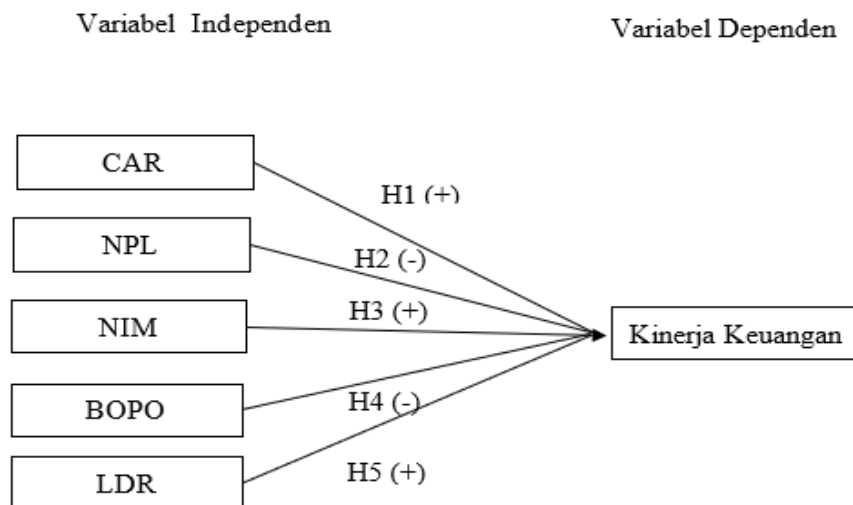 Variabel Independen
Variabel Dependen
CAR
H1 (+)
NPL
H2 (-)
H3 (+)
NIM
Kinerja Keuangan
BOPO
H4 (-)
LDR
H5 (+)